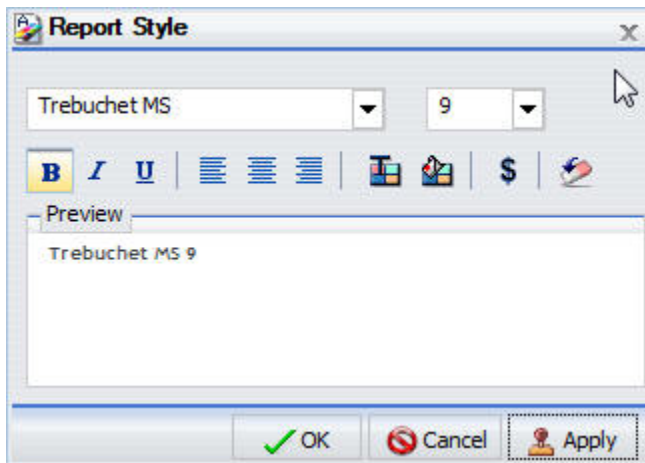 Report Style
x
Trebuchet MS 9
B I U $
Preview
Trebuchet MS 9
OK Cancel Apply